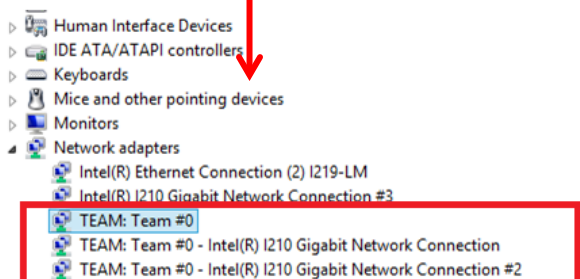 Human Interface Devices
IDE ATA/ATAPI controllers
Keyboards
Mice and other pointing devices
Monitors
Network adapters
Intel(R) Ethernet Connection (2) I219-LM
Intel(R) I210 Gigabit Network Connection #3
TEAM: Team #0
TEAM: Team #0 - Intel(R) I210 Gigabit Network Connection
TEAM: Team #0 - Intel(R) I210 Gigabit Network Connection #2